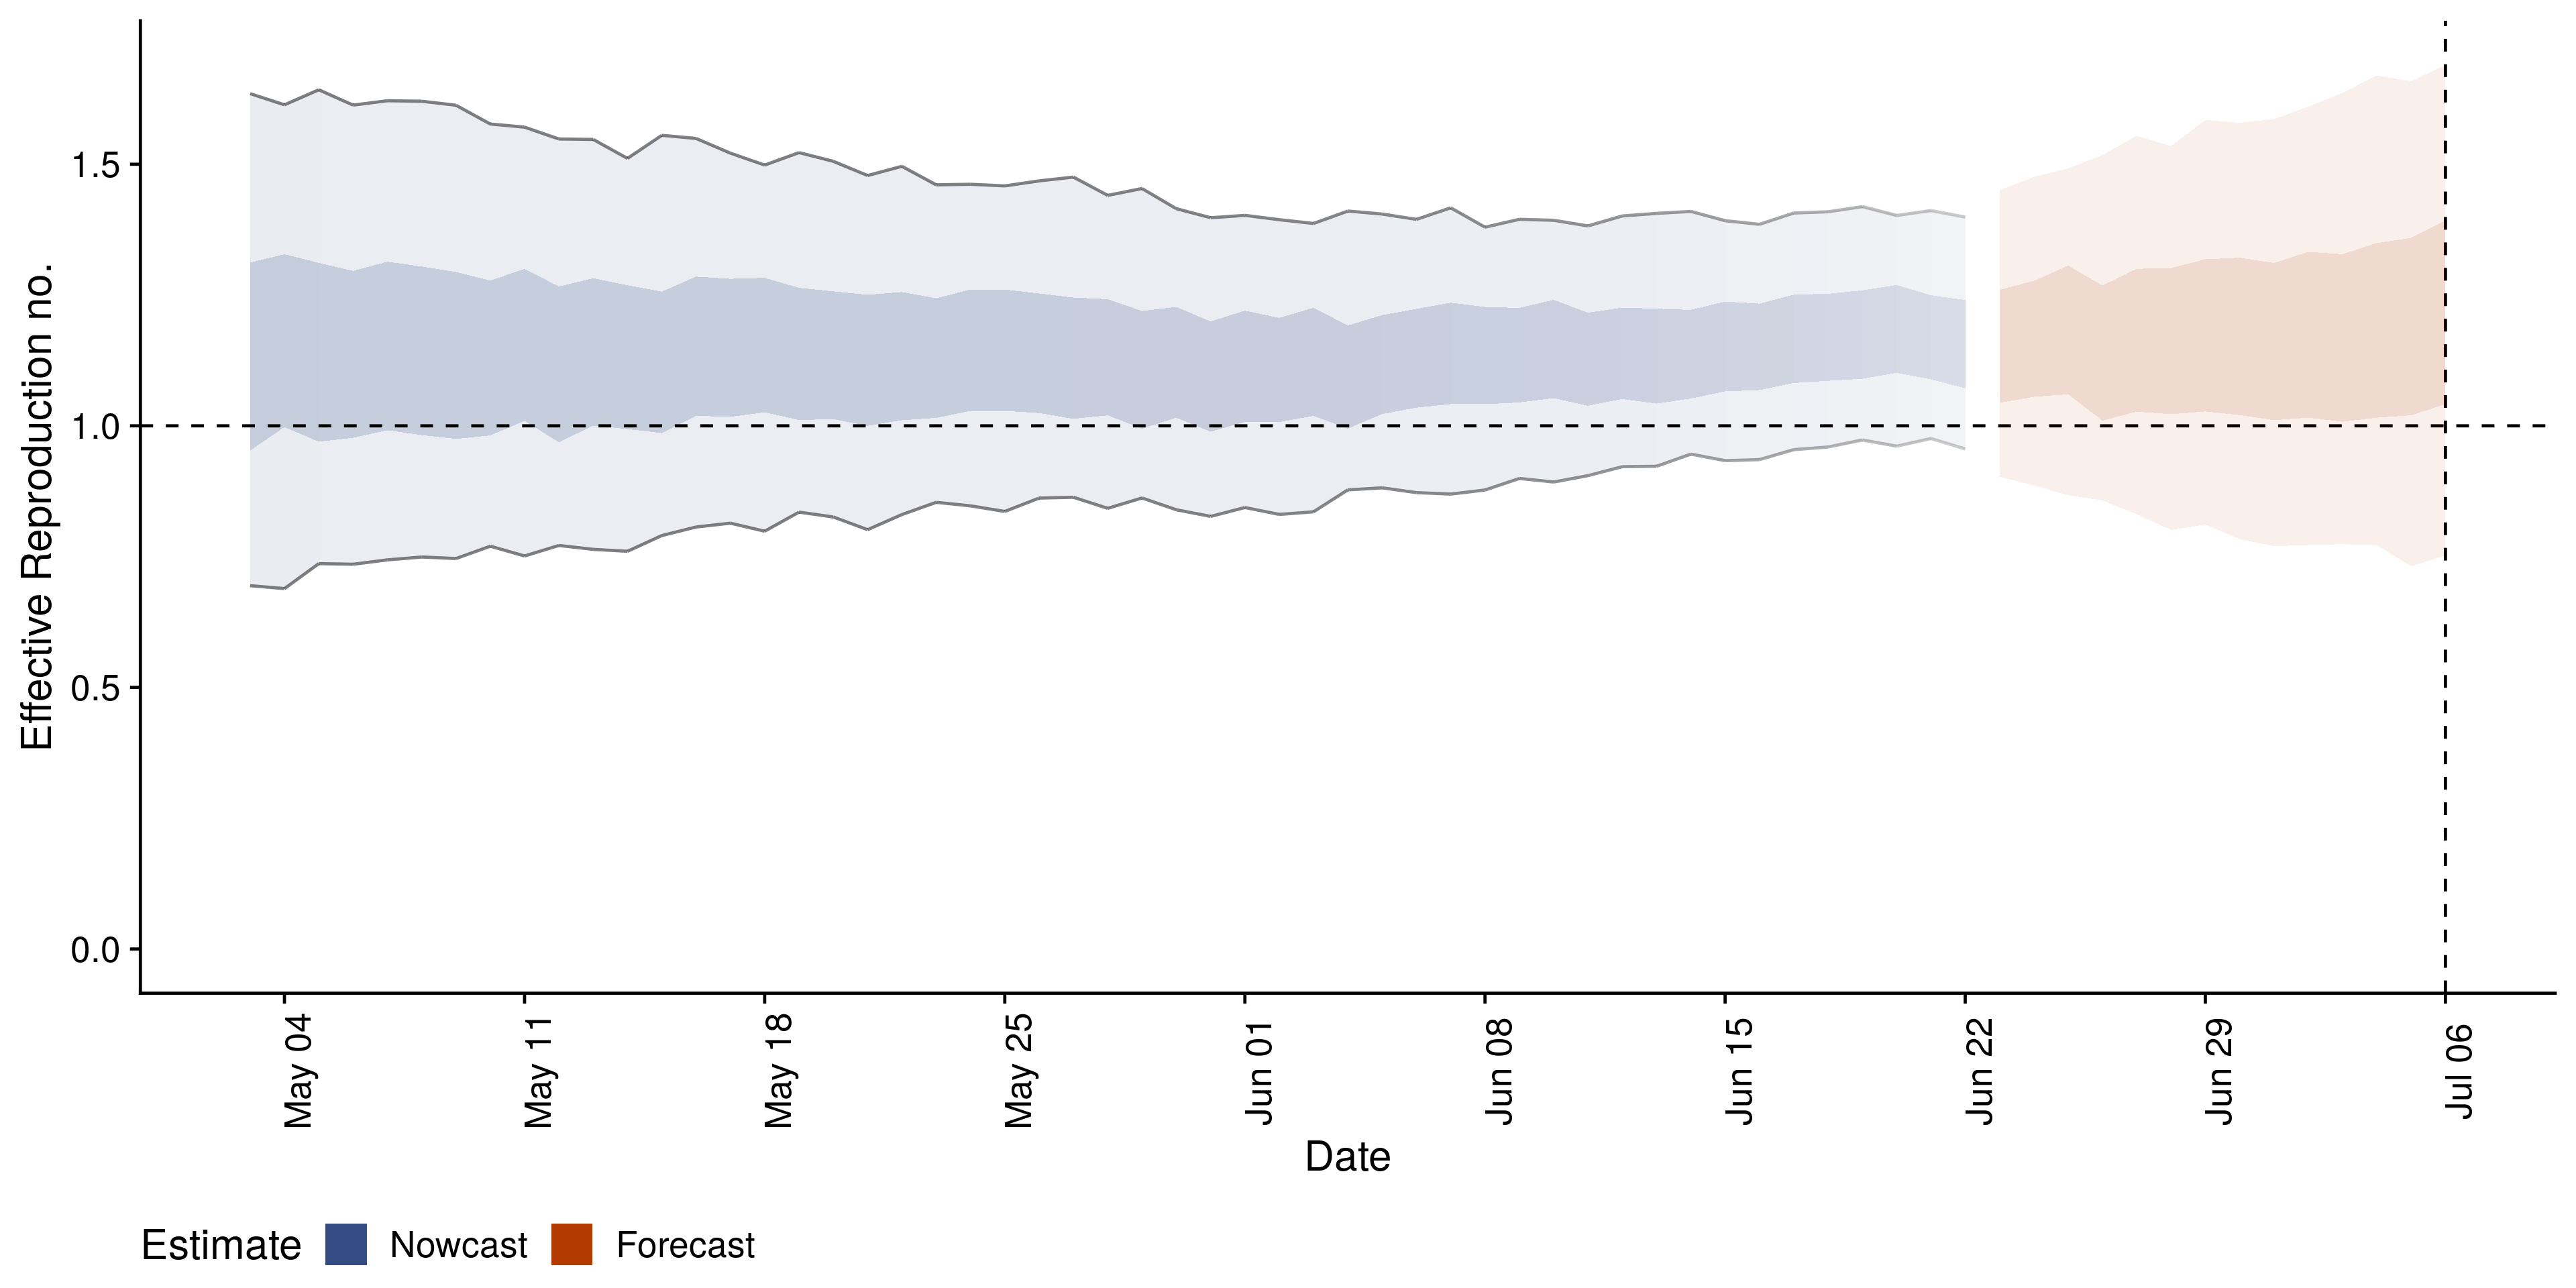 Effective Reproduction no.
1.5
1.0
0.5
0.0
May 04
May 11
May 18
May 25
Jun 01
Jun 08
Jun 15
Jun 22
Jun 29
Jul 06
Date
Estimate Nowcast Forecast